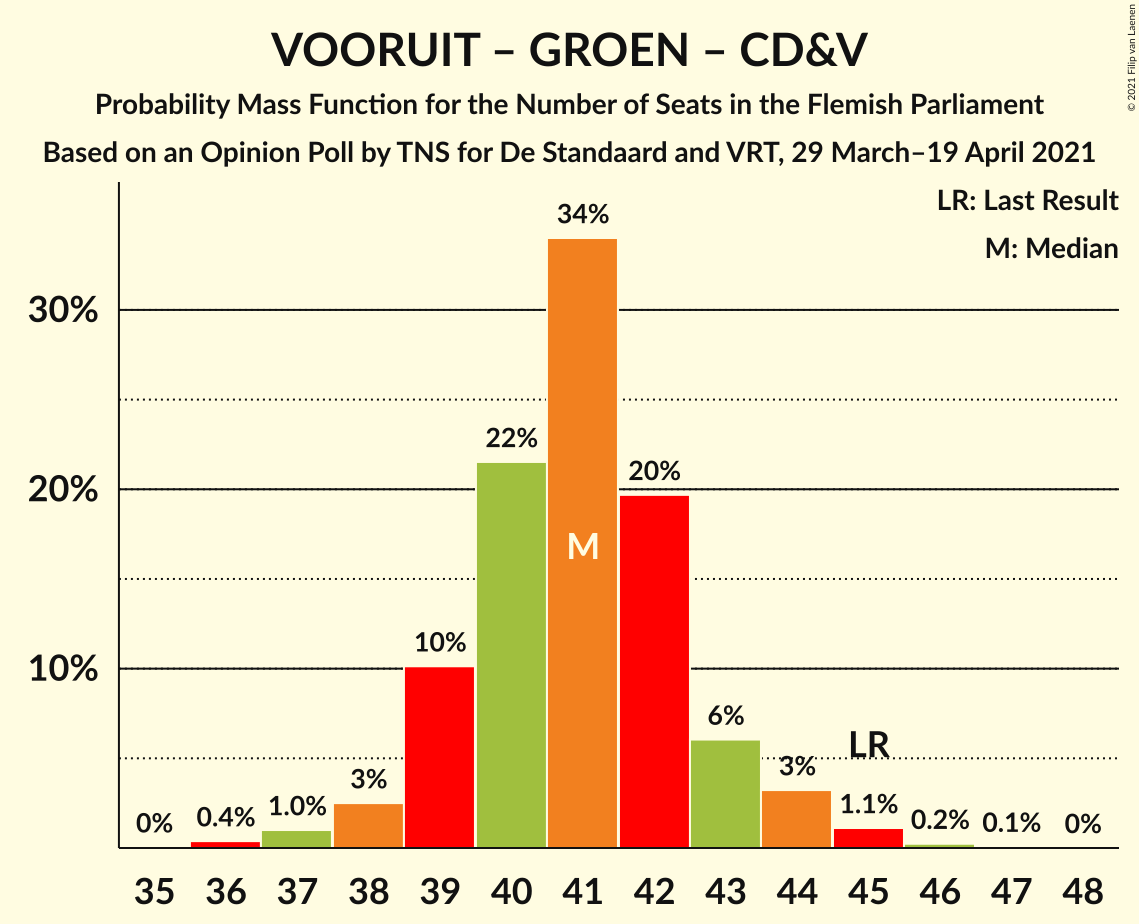 VOORUIT – GROEN – CD&V
Probability Mass Function for the Number of Seats in the Flemish Parliament
Based on an Opinion Poll by TNS for De Standaard and VRT, 29 March–19 April 2021
© 2021 Filip van Laenen
LR: Last Result
M: Median
34%
30%
22%
20%
20%
M
10%
10%
6%
LR
3%
3%
1.1%
1.0%
0.4%
0.2%
0.1%
0%
0%
35 36 37 38 39 40 41 42 43 44 45 46 47 48